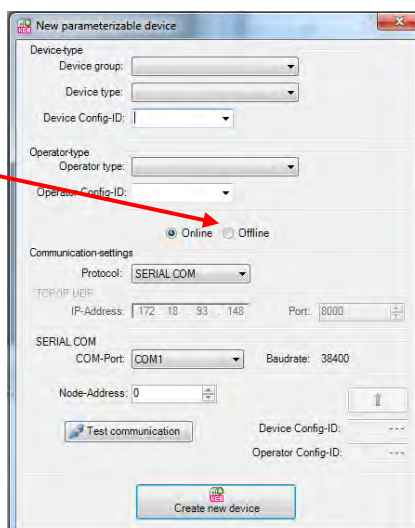 New parameterizable device
Device-type
Device group:
Device type:
Device Config-ID:
Operator-type
Operator type:
Operator Config-ID:
Online Offline
Communication-settings
Protocol: SERIAL COM
TCP/IP UDP
IP-Address: 172 . 18 . 93 . 148 Port: 8000
SERIAL COM
COM-Port: COM1 Baudrate: 38400
Node-Address: 0
Test communication Device Config-ID: ---
Operator Config-ID: ---
KEB
Create new device